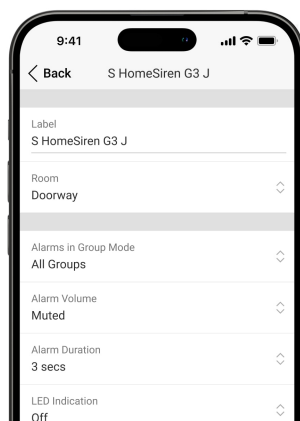 9:41
Back
S HomeSiren G3 J
Label
S HomeSiren G3 J
Room
Doorway
Alarms in Group Mode
All Groups
Alarm Volume
Muted
Alarm Duration
3 secs
LED Indication
Off